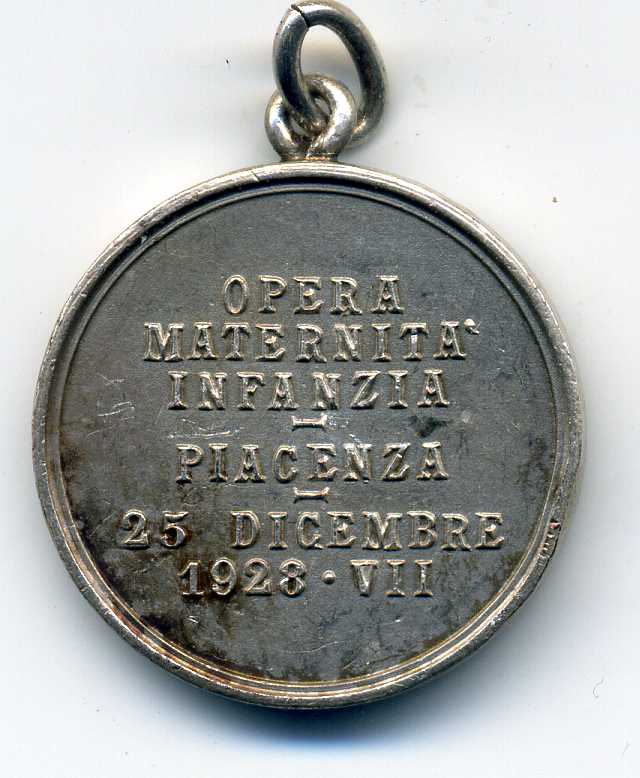 OPERA
MATERNITA'
INFANZIA
PIACENZA
25 DICEMBRE
1928 · VII